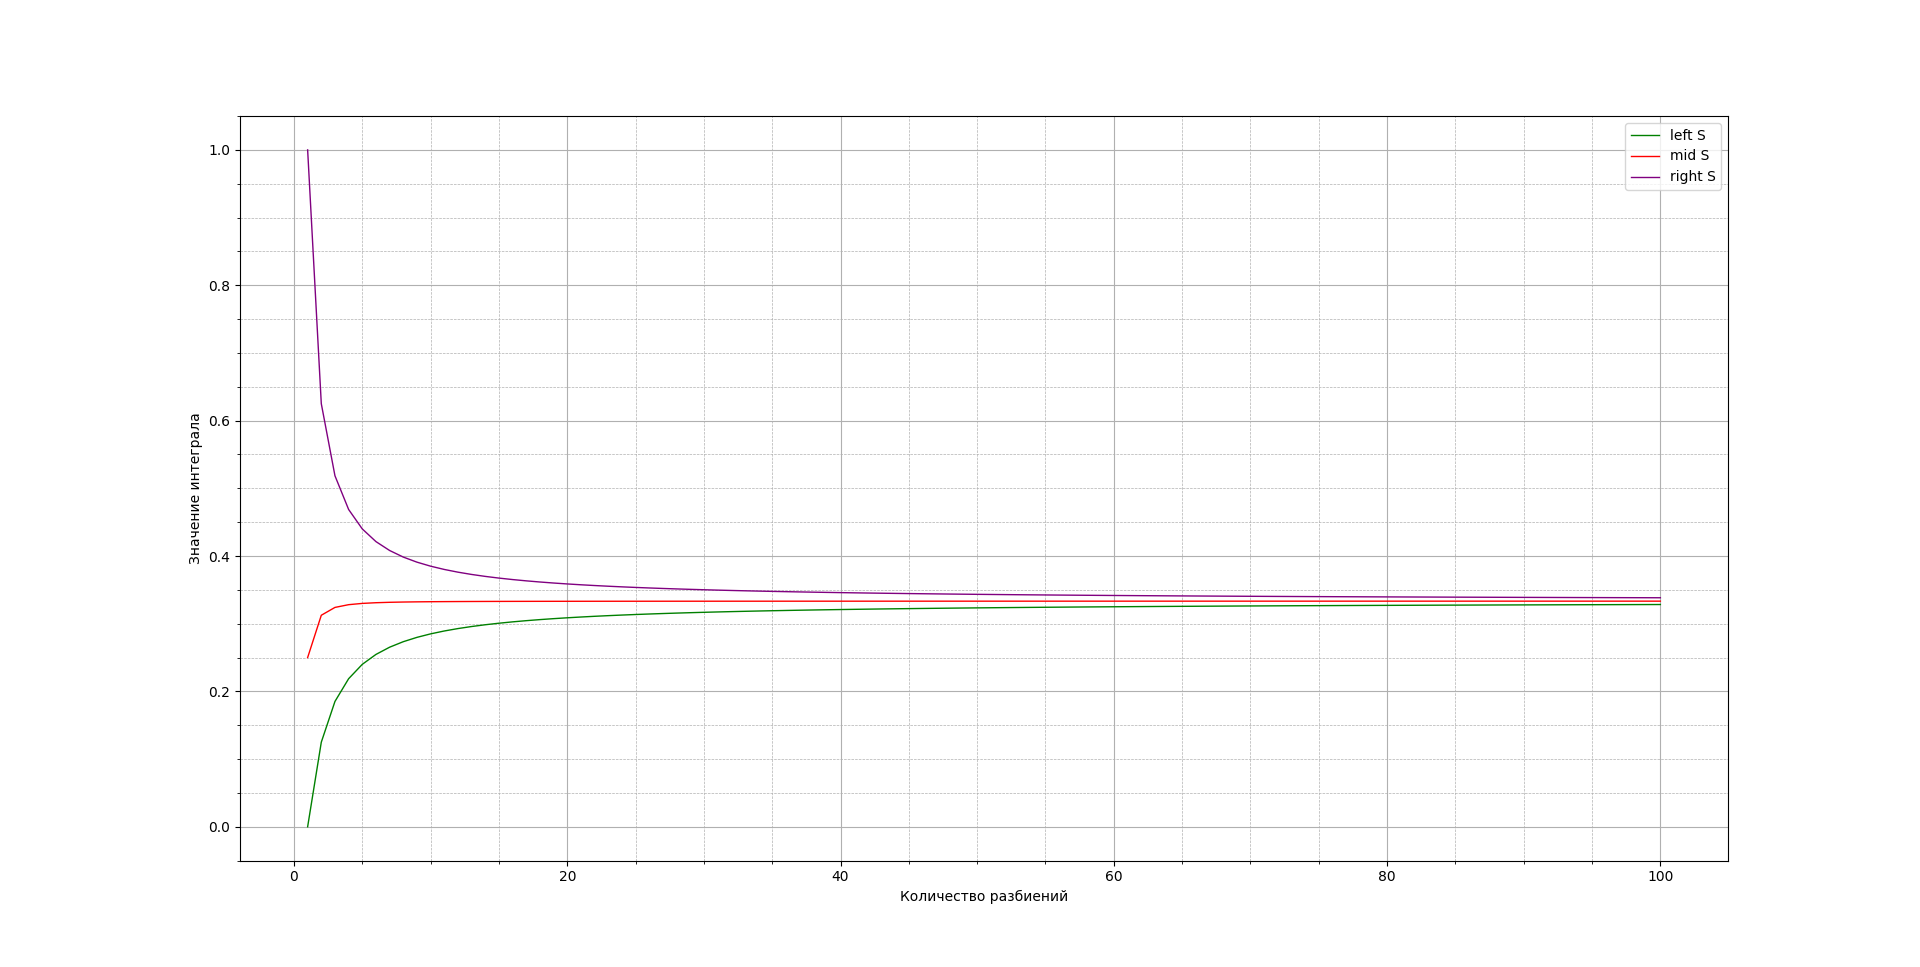 left S
mid S
right S
1.0
0.8
0.6
0.4
0.2
0.0
Значение интеграла
0 20 40 60 80 100
Количество разбиений